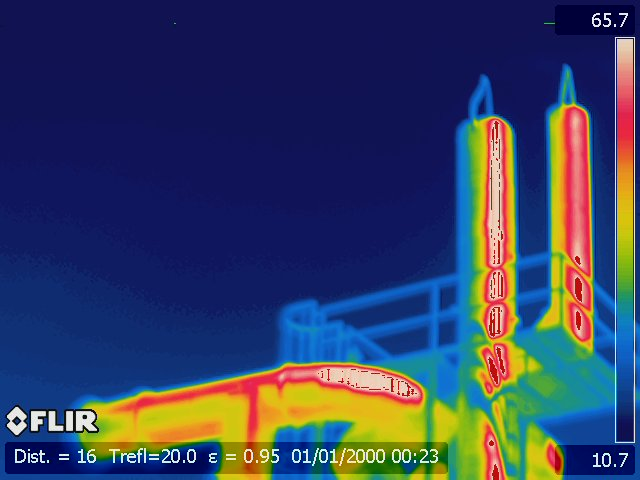 65.7
FLIR
Dist. = 16 Trefl=20.0 ε = 0.95 01/01/2000 00:23
10.7